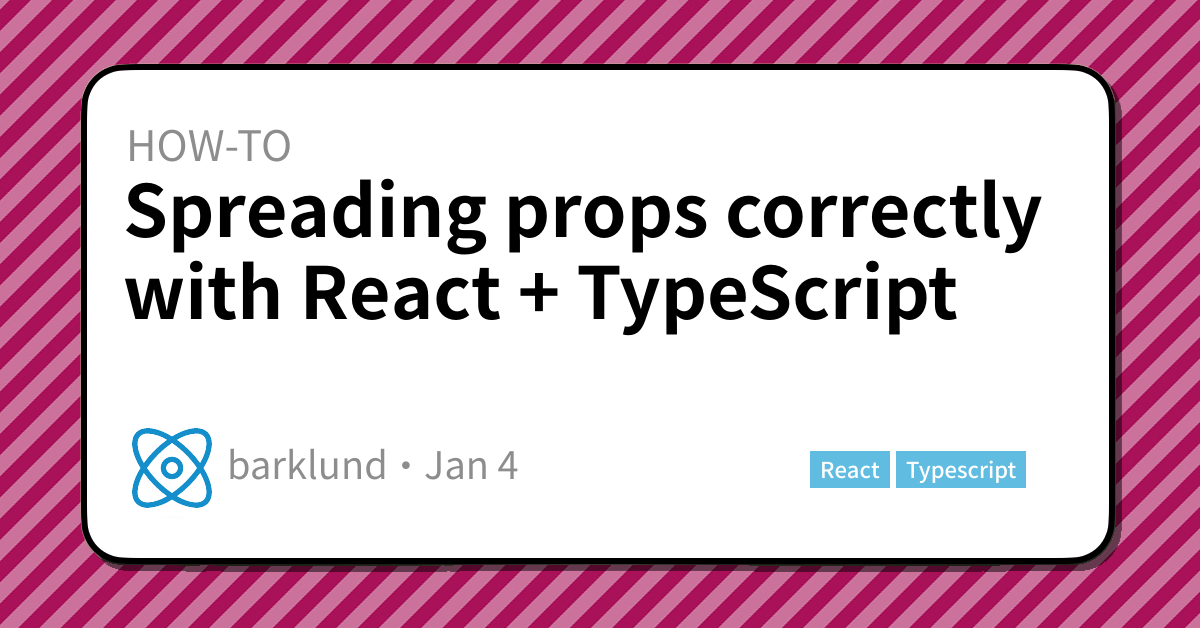 HOW-TO
Spreading props correctly
with React + TypeScript
barklund • Jan 4
React Typescript